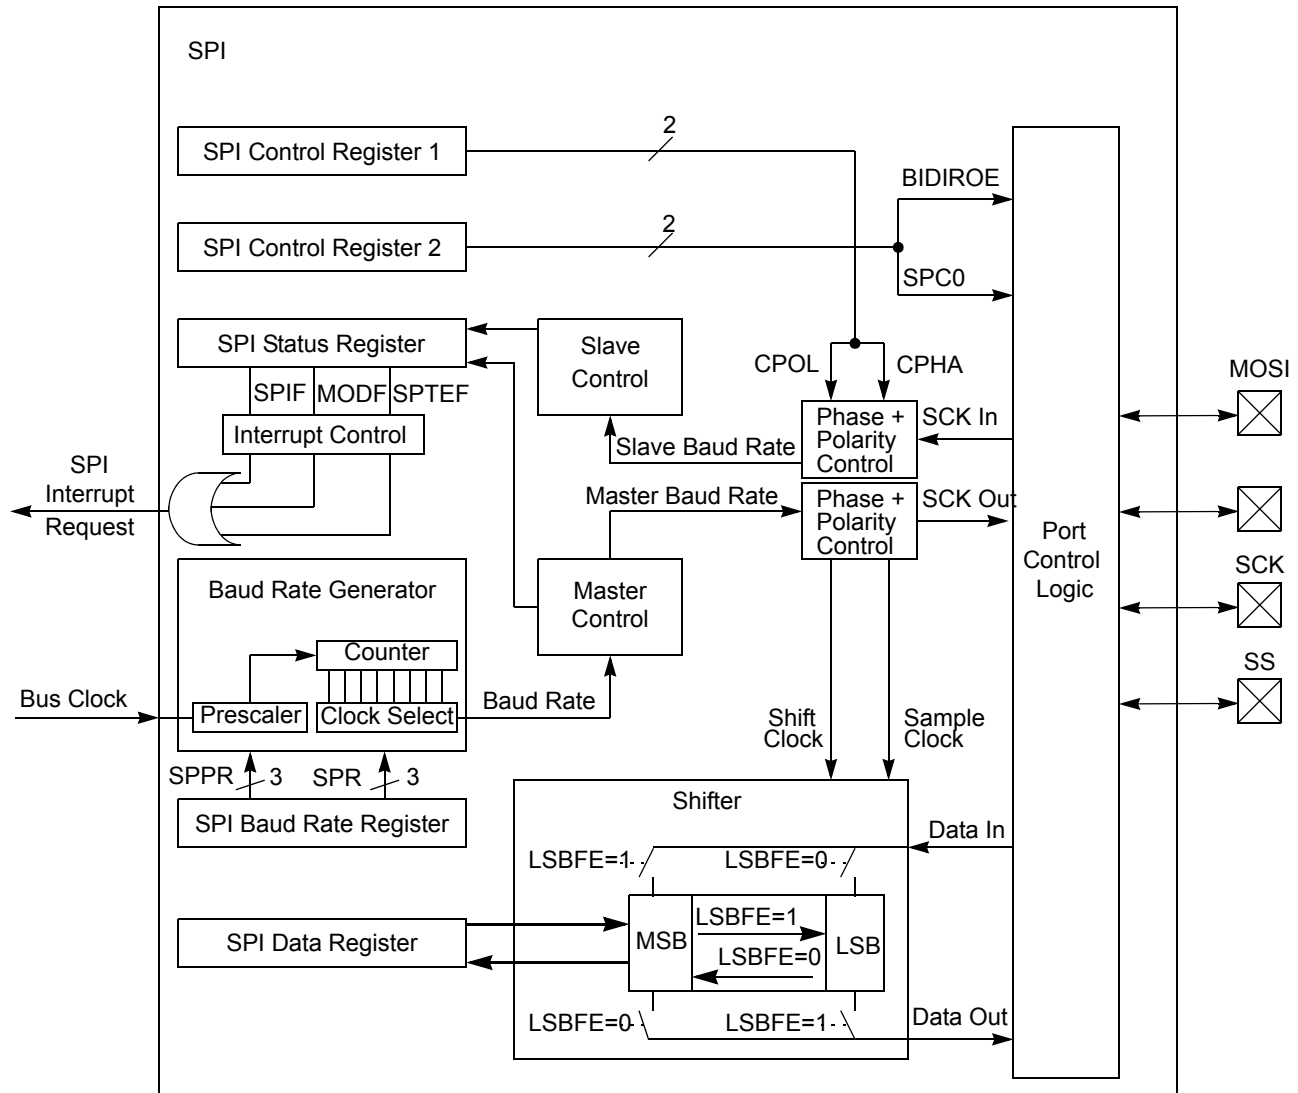 SPI
SPI Control Register 1
2
BIDIROE
SPI Control Register 2
2
SPC0
SPI Status Register
Slave
Control
CPOL
CPHA
MOSI
SPIF
MODF
SPTEF
Interrupt Control
Phase +
Polarity
Control
SCK In
Slave Baud Rate
SPI
Interrupt
Request
Master Baud Rate
Phase +
Polarity
Control
SCK Out
Port
Control
Logic
SCK
Baud Rate Generator
Master
Control
Counter
SS
Bus Clock
Prescaler
Clock Select
Baud Rate
Shift
Clock
Sample
Clock
SPPR
3
SPR
3
SPI Baud Rate Register
Shifter
Data In
LSBFE=1
LSBFE=0
SPI Data Register
MSB
LSBFE=1
LSBFE=0
LSB
LSBFE=0
LSBFE=1
Data Out